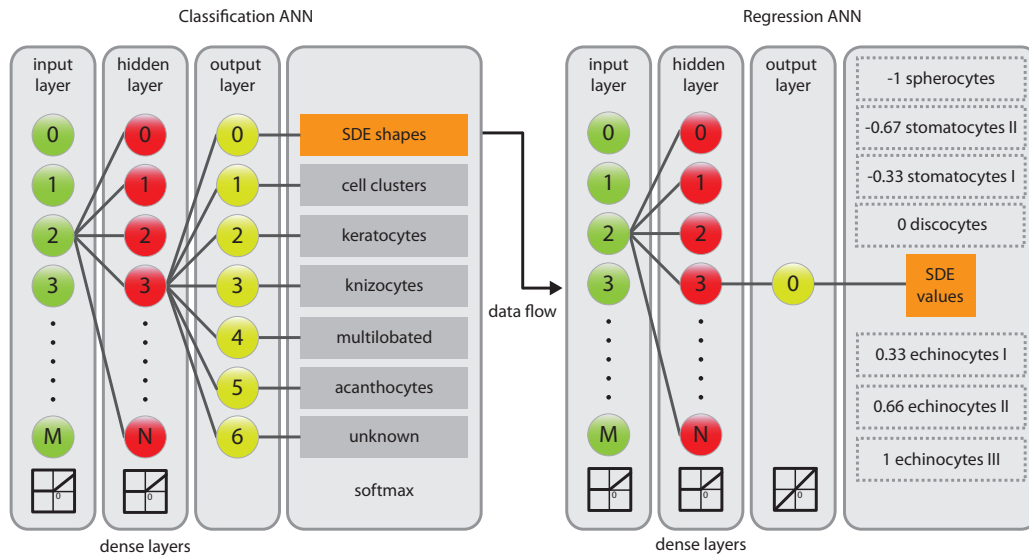 Classification ANN
input
layer
hidden
layer
output
layer
0
1
2
3
M
0
0
1
2
3
N
0
0
1
2
3
4
5
6
SDE shapes
cell clusters
keratocytes
knizocytes
multilobated
acanthocytes
unknown
softmax
dense layers
data flow
Regression ANN
input
layer
hidden
layer
output
layer
0
1
2
3
M
0
0
1
2
3
N
0
0
0
-1 spherocytes
-0.67 stomatocytes II
-0.33 stomatocytes I
0 discocytes
SDE
values
0.33 echinocytes I
0.66 echinocytes II
1 echinocytes III
dense layers